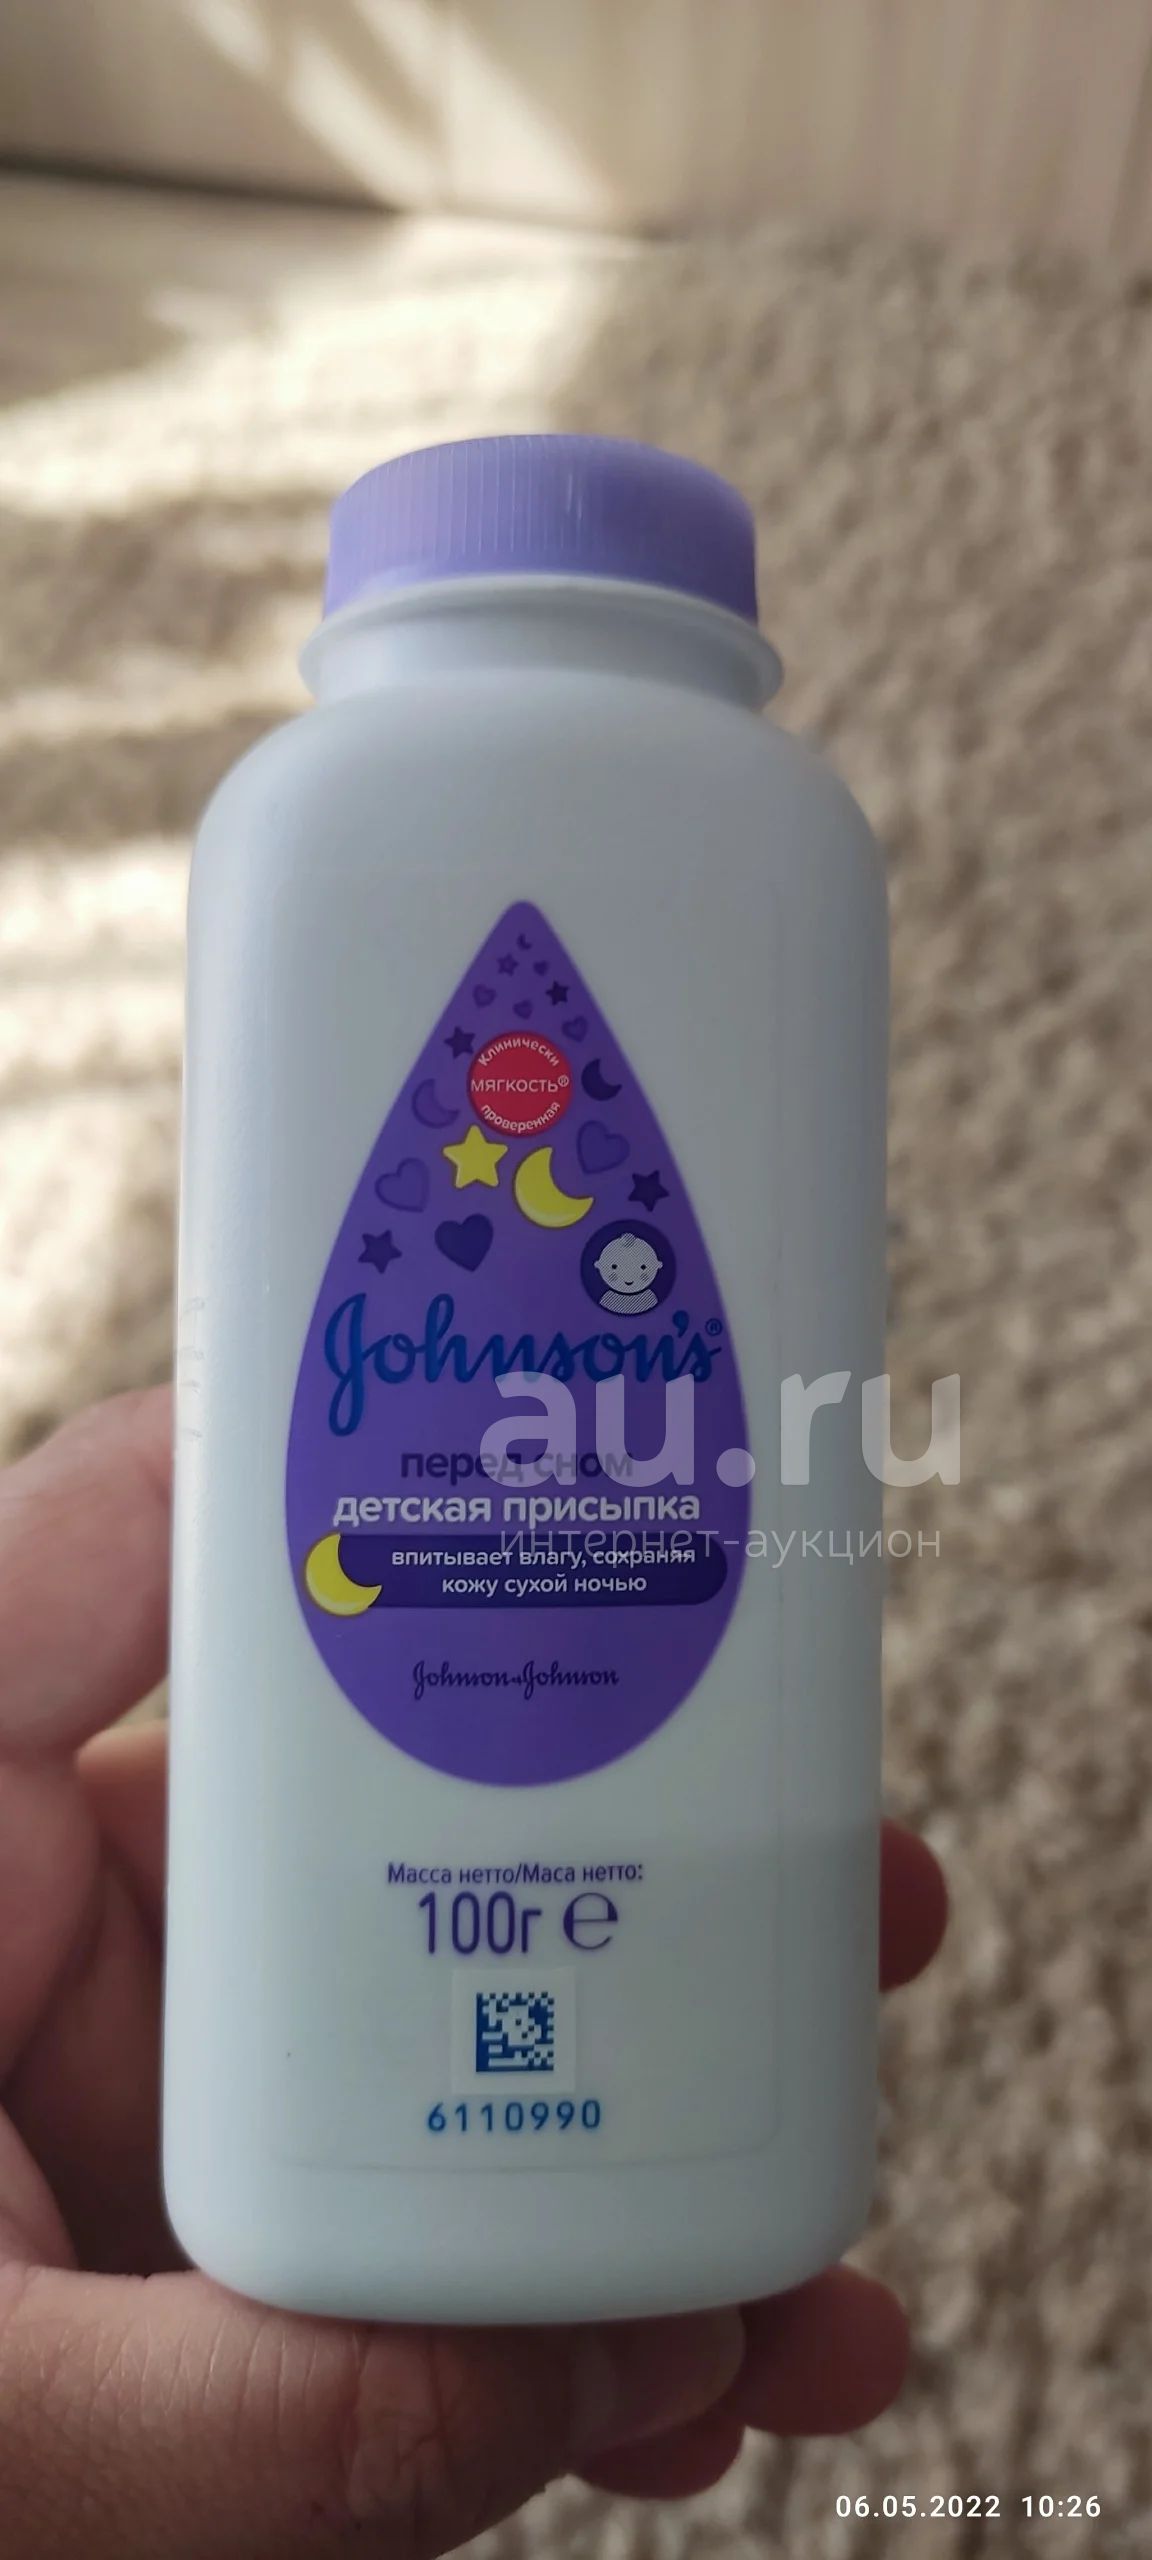 Клинически
МЯГКОСТЬ®
проверенная
Johnson's®
перед сном
детская присыпка
впитывает влагу, сохраняя
кожу сухой ночью
Johnson & Johnson
Масса нетто/Маса нетто:
100г e
6110990
au.ru
интернет-аукцион
06.05.2022 10:26